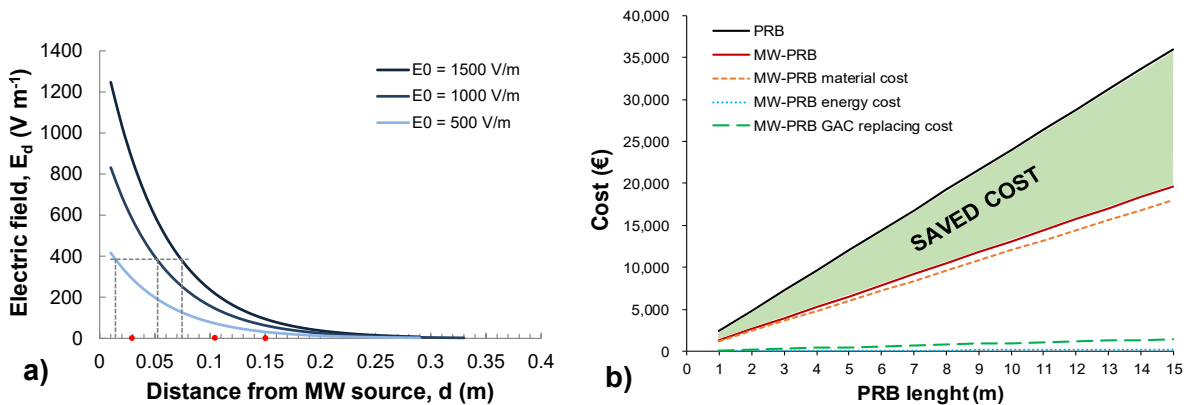 1400
1200
1000
800
600
400
200
0
Electric field, E_d (V m⁻¹)
E0 = 1500 V/m
E0 = 1000 V/m
E0 = 500 V/m
0 0.05 0.1 0.15 0.2 0.25 0.3 0.35 0.4
Distance from MW source, d (m)
a)
40,000
35,000
30,000
25,000
20,000
15,000
10,000
5,000
0
Cost (€)
PRB
MW-PRB
MW-PRB material cost
MW-PRB energy cost
MW-PRB GAC replacing cost
SAVED COST
1 2 3 4 5 6 7 8 9 10 11 12 13 14 15
PRB lenght (m)
b)